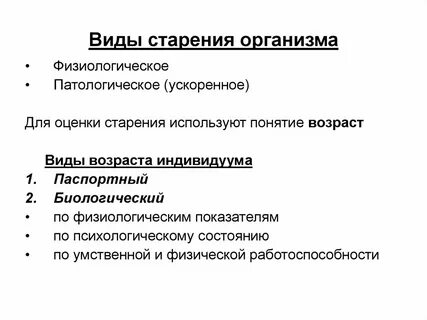 Виды старения организма
• Физиологическое
• Патологическое (ускоренное)
Для оценки старения используют понятие возраст
Виды возраста индивидуума
1. Паспортный
2. Биологический
• по физиологическим показателям
• по психологическому состоянию
• по умственной и физической работоспособности